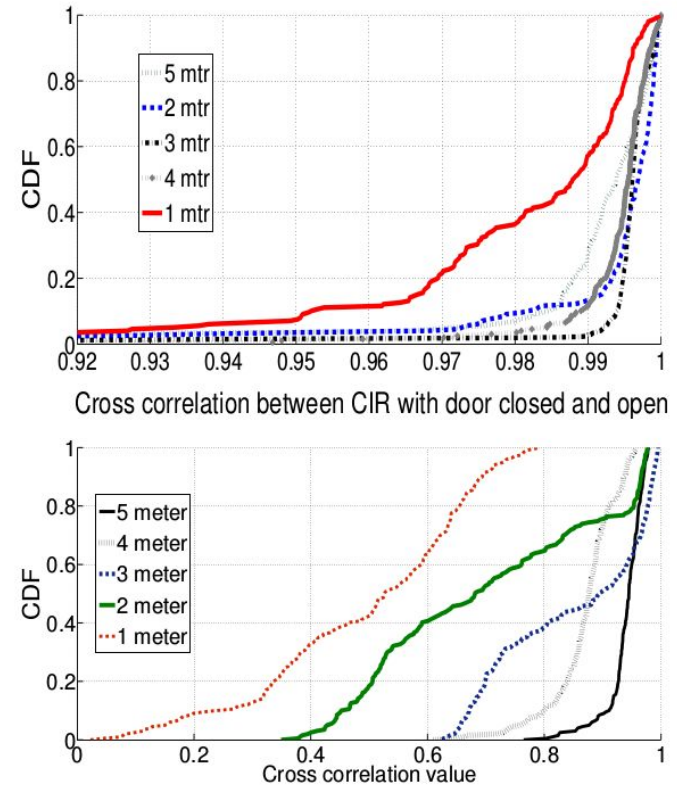 1
0.8
0.6
0.4
0.2
0
CDF
5 mtr
2 mtr
3 mtr
4 mtr
1 mtr
0.92 0.93 0.94 0.95 0.96 0.97 0.98 0.99 1
Cross correlation between CIR with door closed and open
1
0.8
0.6
0.4
0.2
0
CDF
5 meter
4 meter
3 meter
2 meter
1 meter
0 0.2 0.4 0.6 0.8 1
Cross correlation value